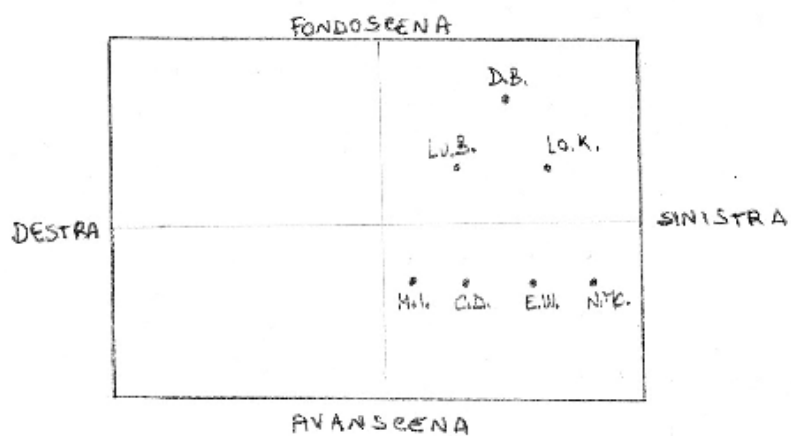 FONDOSCENA
D.B.
Lu.B. Lo.K.
DESTRA SINISTRA
M.I. C.D. E.W. N.MC.
AVANSCENA